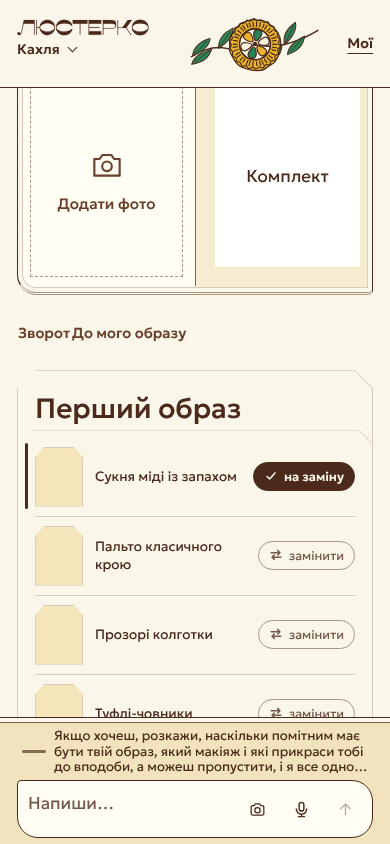 ЛЮСТЕРКО
Кахля
Мої
Додати фото
Комплект
Зворот До мого образу
Перший образ
Сукня міді із запахом
на заміну
Пальто класичного
крою
замінити
Прозорі колготки
замінити
Туфлі-човники
замінити
Якщо хочеш, розкажи, наскільки помітним має
бути твій образ, який макіяж і які прикраси тобі
до вподоби, а можеш пропустити, і я все одно…
Напиши…